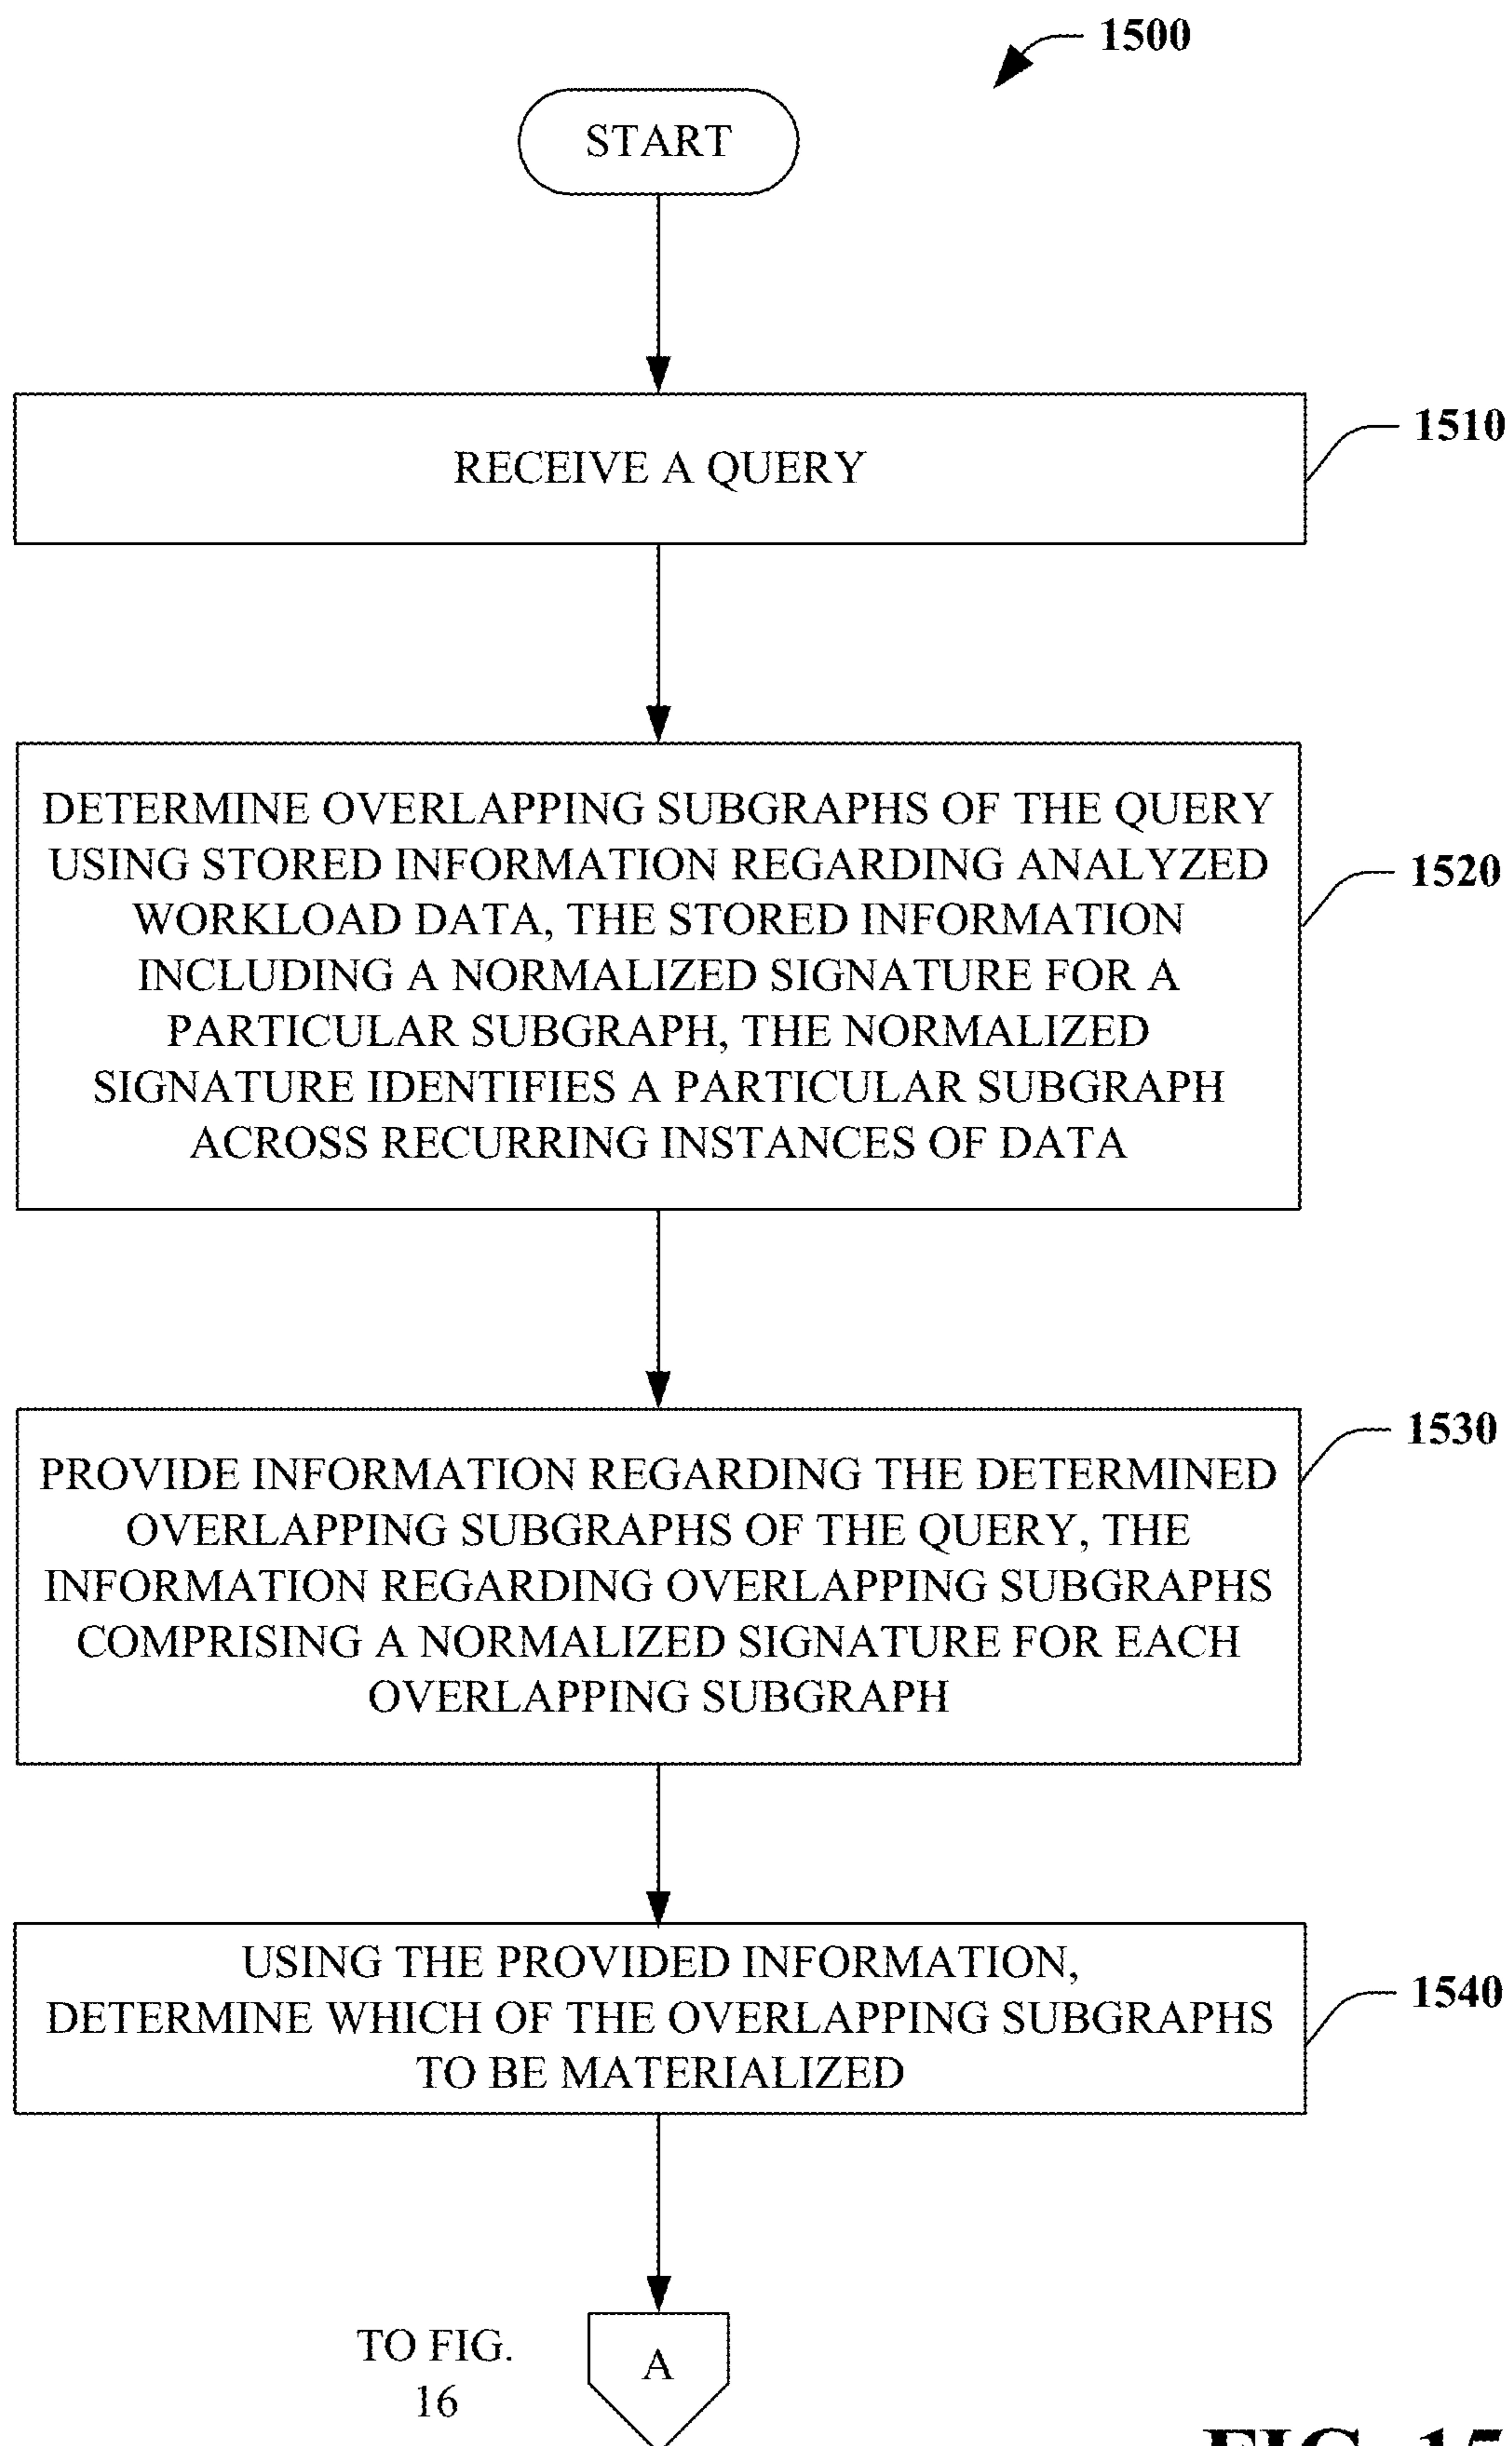 1500
START
RECEIVE A QUERY
1510
DETERMINE OVERLAPPING SUBGRAPHS OF THE QUERY
USING STORED INFORMATION REGARDING ANALYZED
WORKLOAD DATA, THE STORED INFORMATION
INCLUDING A NORMALIZED SIGNATURE FOR A
PARTICULAR SUBGRAPH, THE NORMALIZED
SIGNATURE IDENTIFIES A PARTICULAR SUBGRAPH
ACROSS RECURRING INSTANCES OF DATA
1520
PROVIDE INFORMATION REGARDING THE DETERMINED
OVERLAPPING SUBGRAPHS OF THE QUERY, THE
INFORMATION REGARDING OVERLAPPING SUBGRAPHS
COMPRISING A NORMALIZED SIGNATURE FOR EACH
OVERLAPPING SUBGRAPH
1530
USING THE PROVIDED INFORMATION,
DETERMINE WHICH OF THE OVERLAPPING SUBGRAPHS
TO BE MATERIALIZED
1540
TO FIG.
16
A